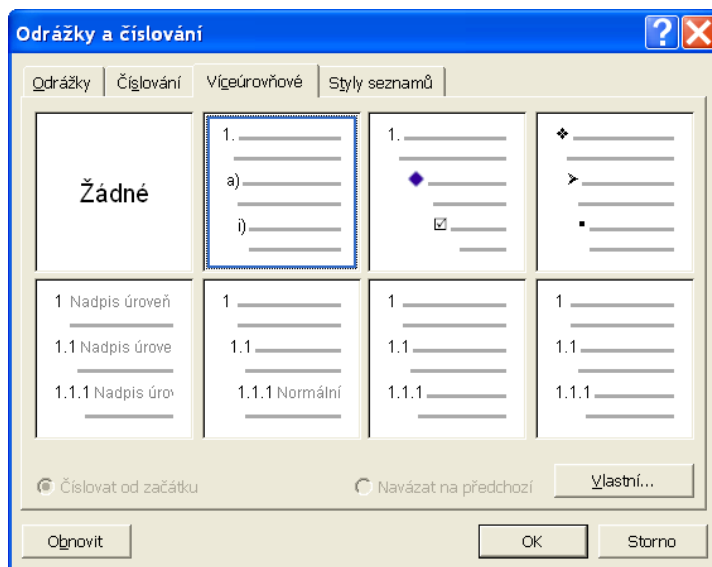 Odrážky a číslování
Odrážky Číslování Víceúrovňové Styly seznamů
Žádné
1.
a)
i)
1.
1 Nadpis úroveň
1.1 Nadpis úrove
1.1.1 Nadpis úrov
1
1.1
1.1.1 Normální
1
1.1
1.1.1
1
1.1
1.1.1
Číslovat od začátku Navázat na předchozí Vlastní...
Obnovit OK Storno